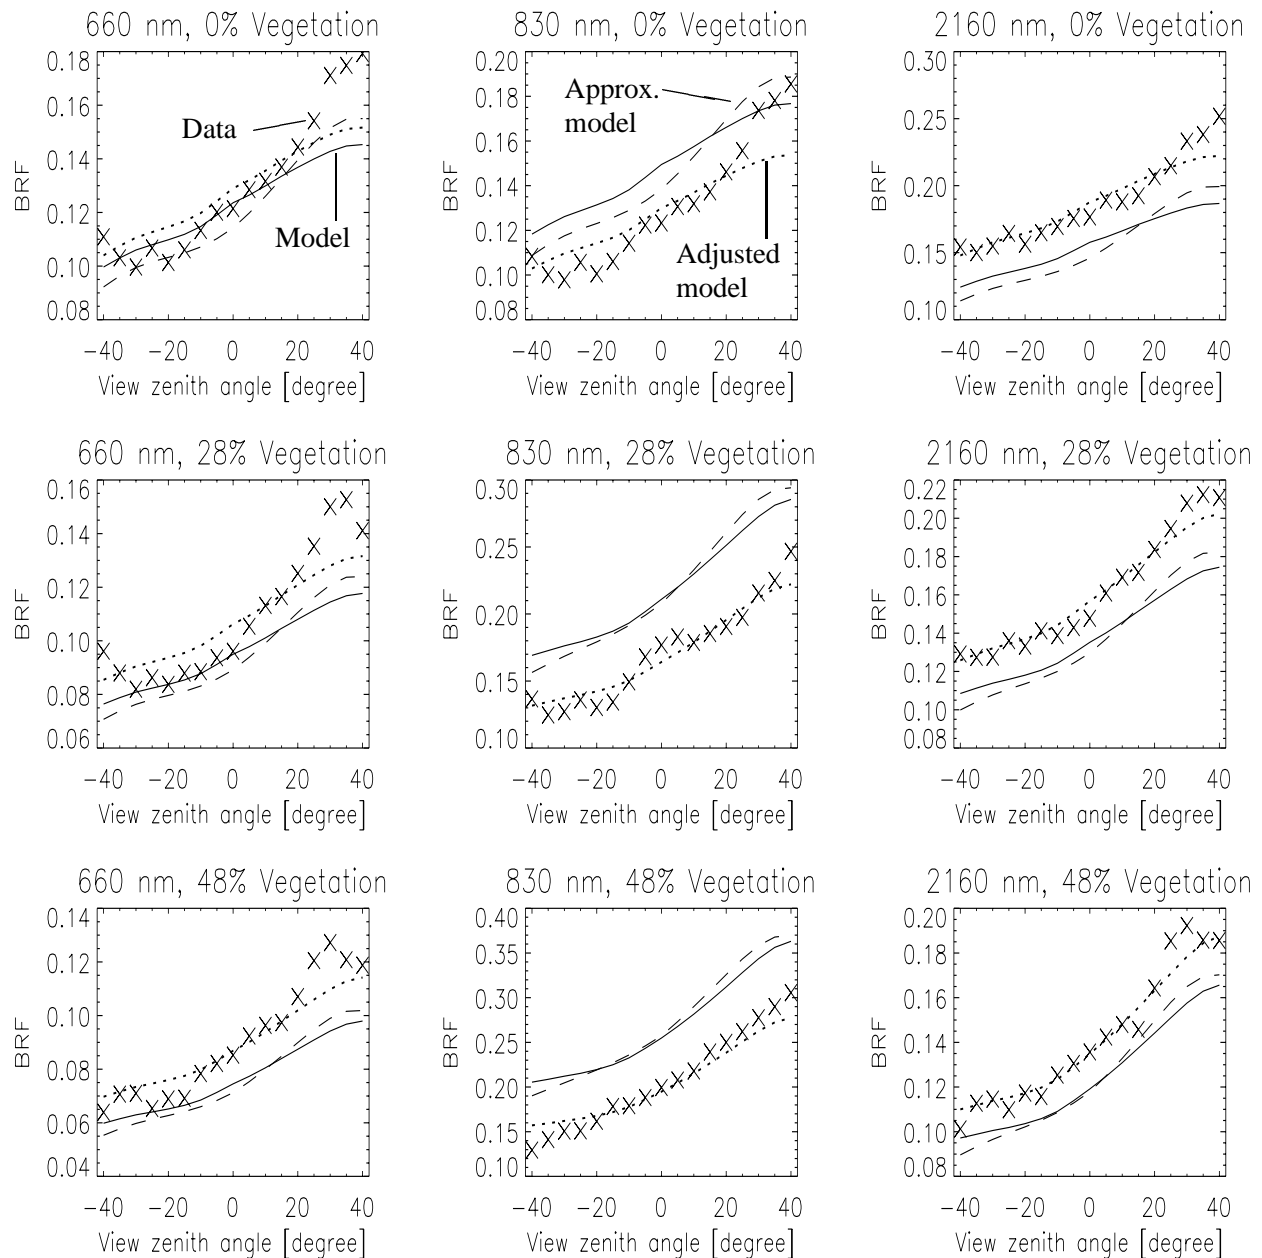 660 nm, 0% Vegetation
0.18
0.16
0.14
0.12
0.10
0.08
BRF
Data
Model
-40 -20 0 20 40
View zenith angle [degree]
830 nm, 0% Vegetation
0.20
0.18
0.16
0.14
0.12
0.10
0.08
BRF
Approx.
model
Adjusted
model
-40 -20 0 20 40
View zenith angle [degree]
2160 nm, 0% Vegetation
0.30
0.25
0.20
0.15
0.10
BRF
-40 -20 0 20 40
View zenith angle [degree]
660 nm, 28% Vegetation
0.16
0.14
0.12
0.10
0.08
0.06
BRF
-40 -20 0 20 40
View zenith angle [degree]
830 nm, 28% Vegetation
0.30
0.25
0.20
0.15
0.10
BRF
-40 -20 0 20 40
View zenith angle [degree]
2160 nm, 28% Vegetation
0.22
0.20
0.18
0.16
0.14
0.12
0.10
0.08
BRF
-40 -20 0 20 40
View zenith angle [degree]
660 nm, 48% Vegetation
0.14
0.12
0.10
0.08
0.06
0.04
BRF
-40 -20 0 20 40
View zenith angle [degree]
830 nm, 48% Vegetation
0.40
0.35
0.30
0.25
0.20
0.15
0.10
BRF
-40 -20 0 20 40
View zenith angle [degree]
2160 nm, 48% Vegetation
0.20
0.18
0.16
0.14
0.12
0.10
0.08
BRF
-40 -20 0 20 40
View zenith angle [degree]